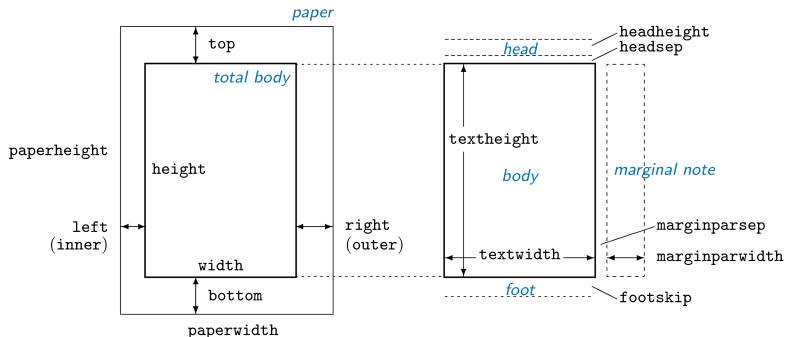 paper
top
total body
paperheight
height
left
(inner)
right
(outer)
width
bottom
paperwidth
headheight
head
headsep
textheight
body
marginal note
marginparsep
textwidth
marginparwidth
foot
footskip